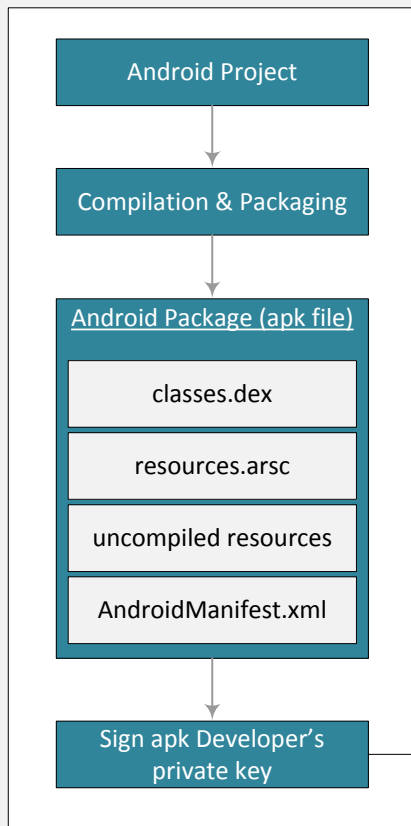 Android Project
Compilation & Packaging
Android Package (apk file)
classes.dex
resources.arsc
uncompiled resources
AndroidManifest.xml
Sign apk Developer’s
private key